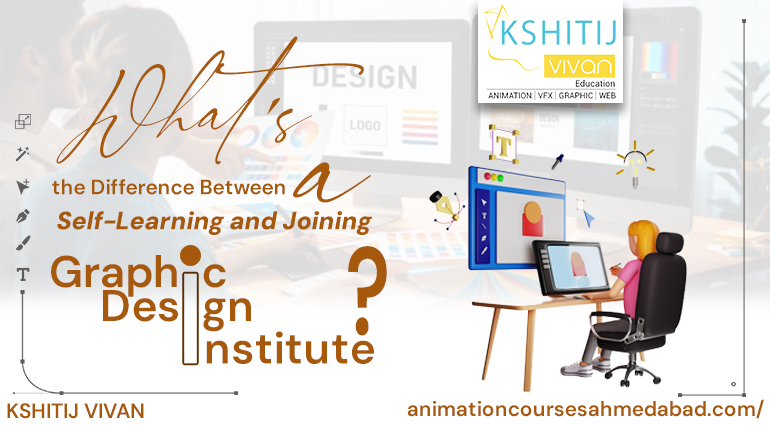 KSHITIJ
vivan
Education
ANIMATION | VFX | GRAPHIC | WEB
DESIGN
LOGO
What's
the Difference Between a
Self-Learning and Joining
Graphic
Design
Institute?
T
T
T
KSHITIJ VIVAN
animationcoursesahmedabad.com/